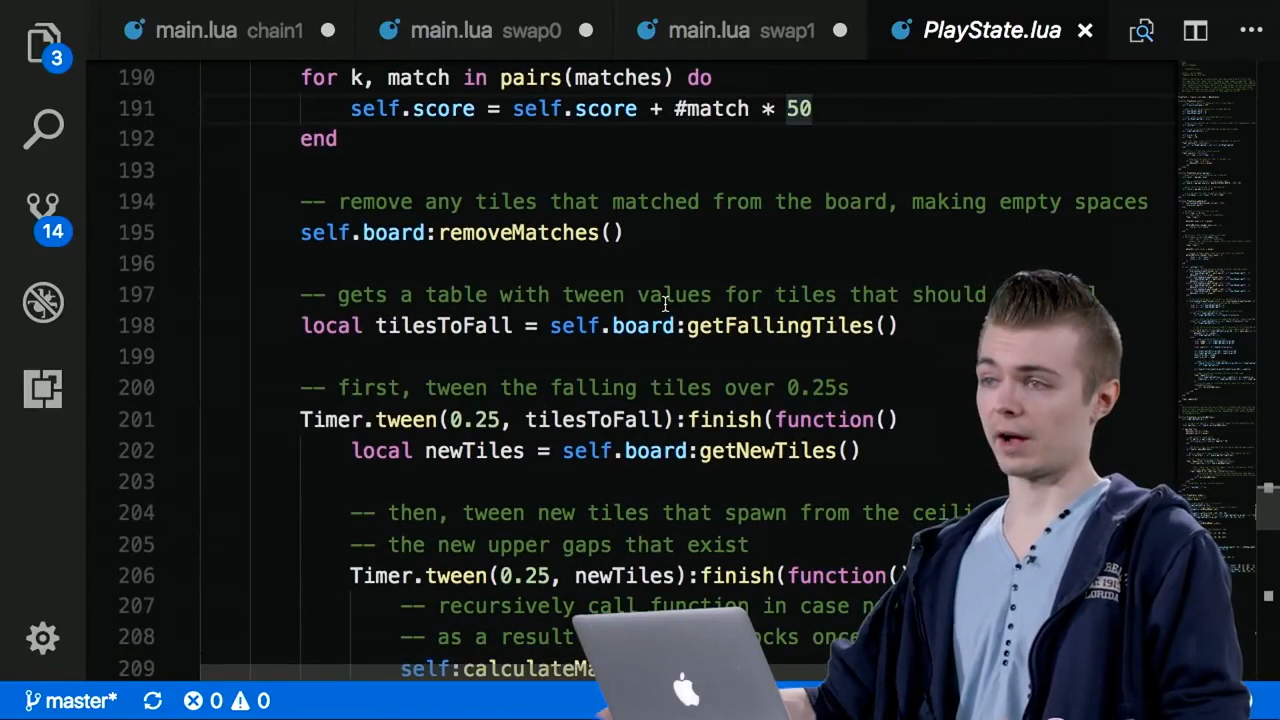 main.lua chain1
main.lua swap0
main.lua swap1
PlayState.lua
3
14
190 for k, match in pairs(matches) do
191 self.score = self.score + #match * 50
192 end
193
194 -- remove any tiles that matched from the board, making empty spaces
195 self.board:removeMatches()
196
197 -- gets a table with tween values for tiles that should
198 local tilesToFall = self.board:getFallingTiles()
199
200 -- first, tween the falling tiles over 0.25s
201 Timer.tween(0.25, tilesToFall):finish(function()
202 local newTiles = self.board:getNewTiles()
203
204 -- then, tween new tiles that spawn from the
205 -- the new upper gaps that exist
206 Timer.tween(0.25, newTiles):finish(function()
207 -- recursively call function in case
208 -- as a result
209
master* 0 0